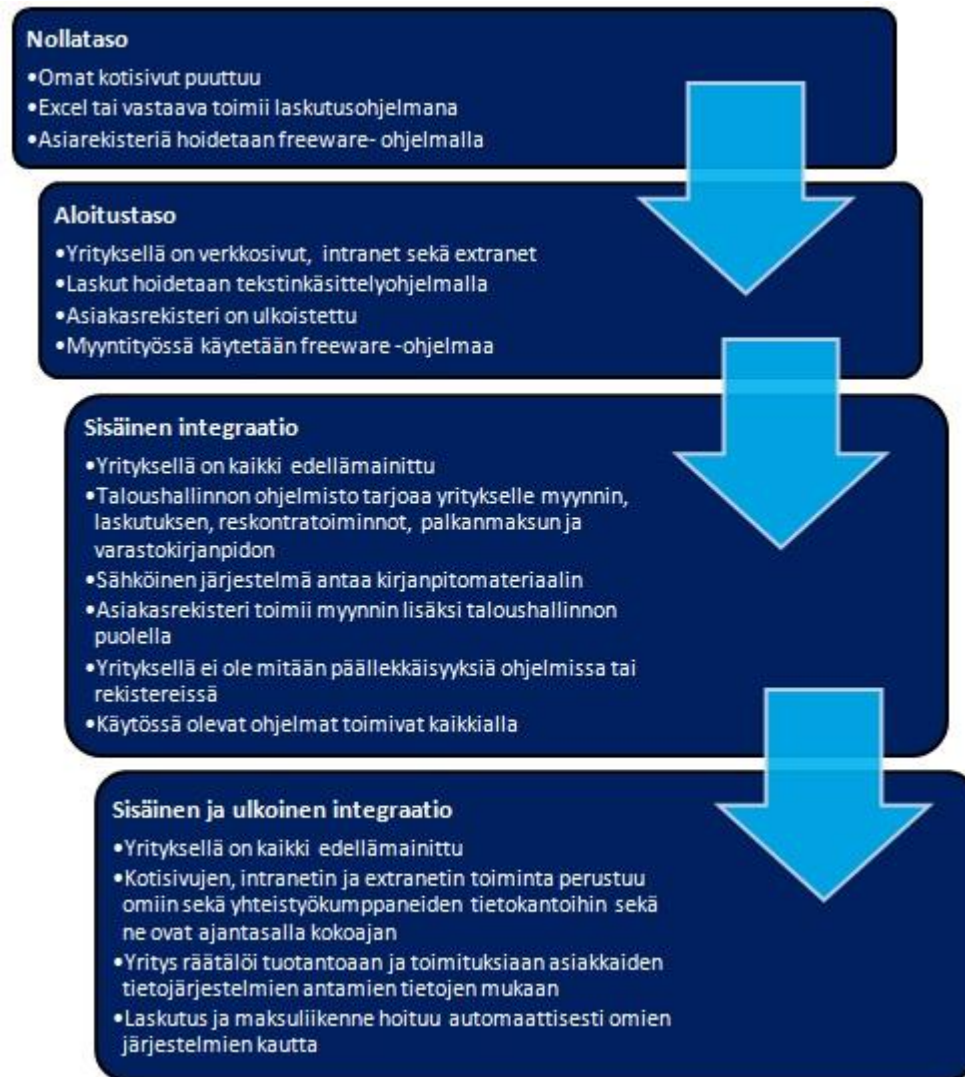 Nollataso
•Omat kotisivut puuttuu
•Excel tai vastaava toimii laskutusohjelmana
•Asiarekisteriä hoidetaan freeware- ohjelmalla
Aloitustaso
•Yrityksellä on verkkosivut, intranet sekä extranet
•Laskut hoidetaan tekstinkäsittelyohjelmalla
•Asiakasrekisteri on ulkoistettu
•Myyntityössä käytetään freeware -ohjelmaa
Sisäinen integraatio
•Yrityksellä on kaikki edellämainittu
•Taloushallinnon ohjelmisto tarjoaa yritykselle myynnin,
laskutuksen, reskontratoiminnot, palkanmaksun ja
varastokirjanpidon
•Sähköinen järjestelmä antaa kirjanpitomateriaalin
•Asiakasrekisteri toimii myynnin lisäksi taloushallinnon
puolella
•Yrityksellä ei ole mitään päällekkäisyyksiä ohjelmissa tai
rekistereissä
•Käytössä olevat ohjelmat toimivat kaikkialla
Sisäinen ja ulkoinen integraatio
•Yrityksellä on kaikki edellämainittu
•Kotisivujen, intranetin ja extranetin toiminta perustuu
omiin sekä yhteistyökumppaneiden tietokantoihin sekä
ne ovat ajantasalla kokoajan
•Yritys räätälöi tuotantoaan ja toimituksiaan asiakkaiden
tietojärjestelmien antamien tietojen mukaan
•Laskutus ja maksuliikenne hoituu automaattisesti omien
järjestelmien kautta